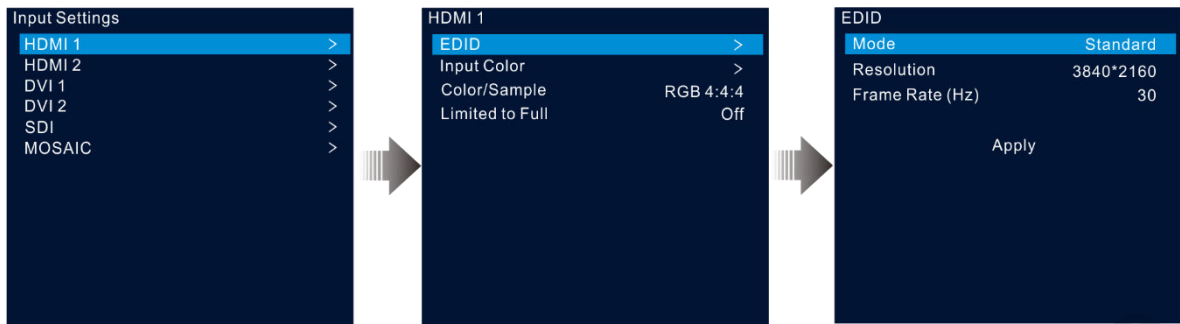 Input Settings
HDMI 1 >
HDMI 2 >
DVI 1 >
DVI 2 >
SDI >
MOSAIC >
HDMI 1
EDID >
Input Color >
Color/Sample RGB 4:4:4
Limited to Full Off
EDID
Mode Standard
Resolution 3840*2160
Frame Rate (Hz) 30
Apply